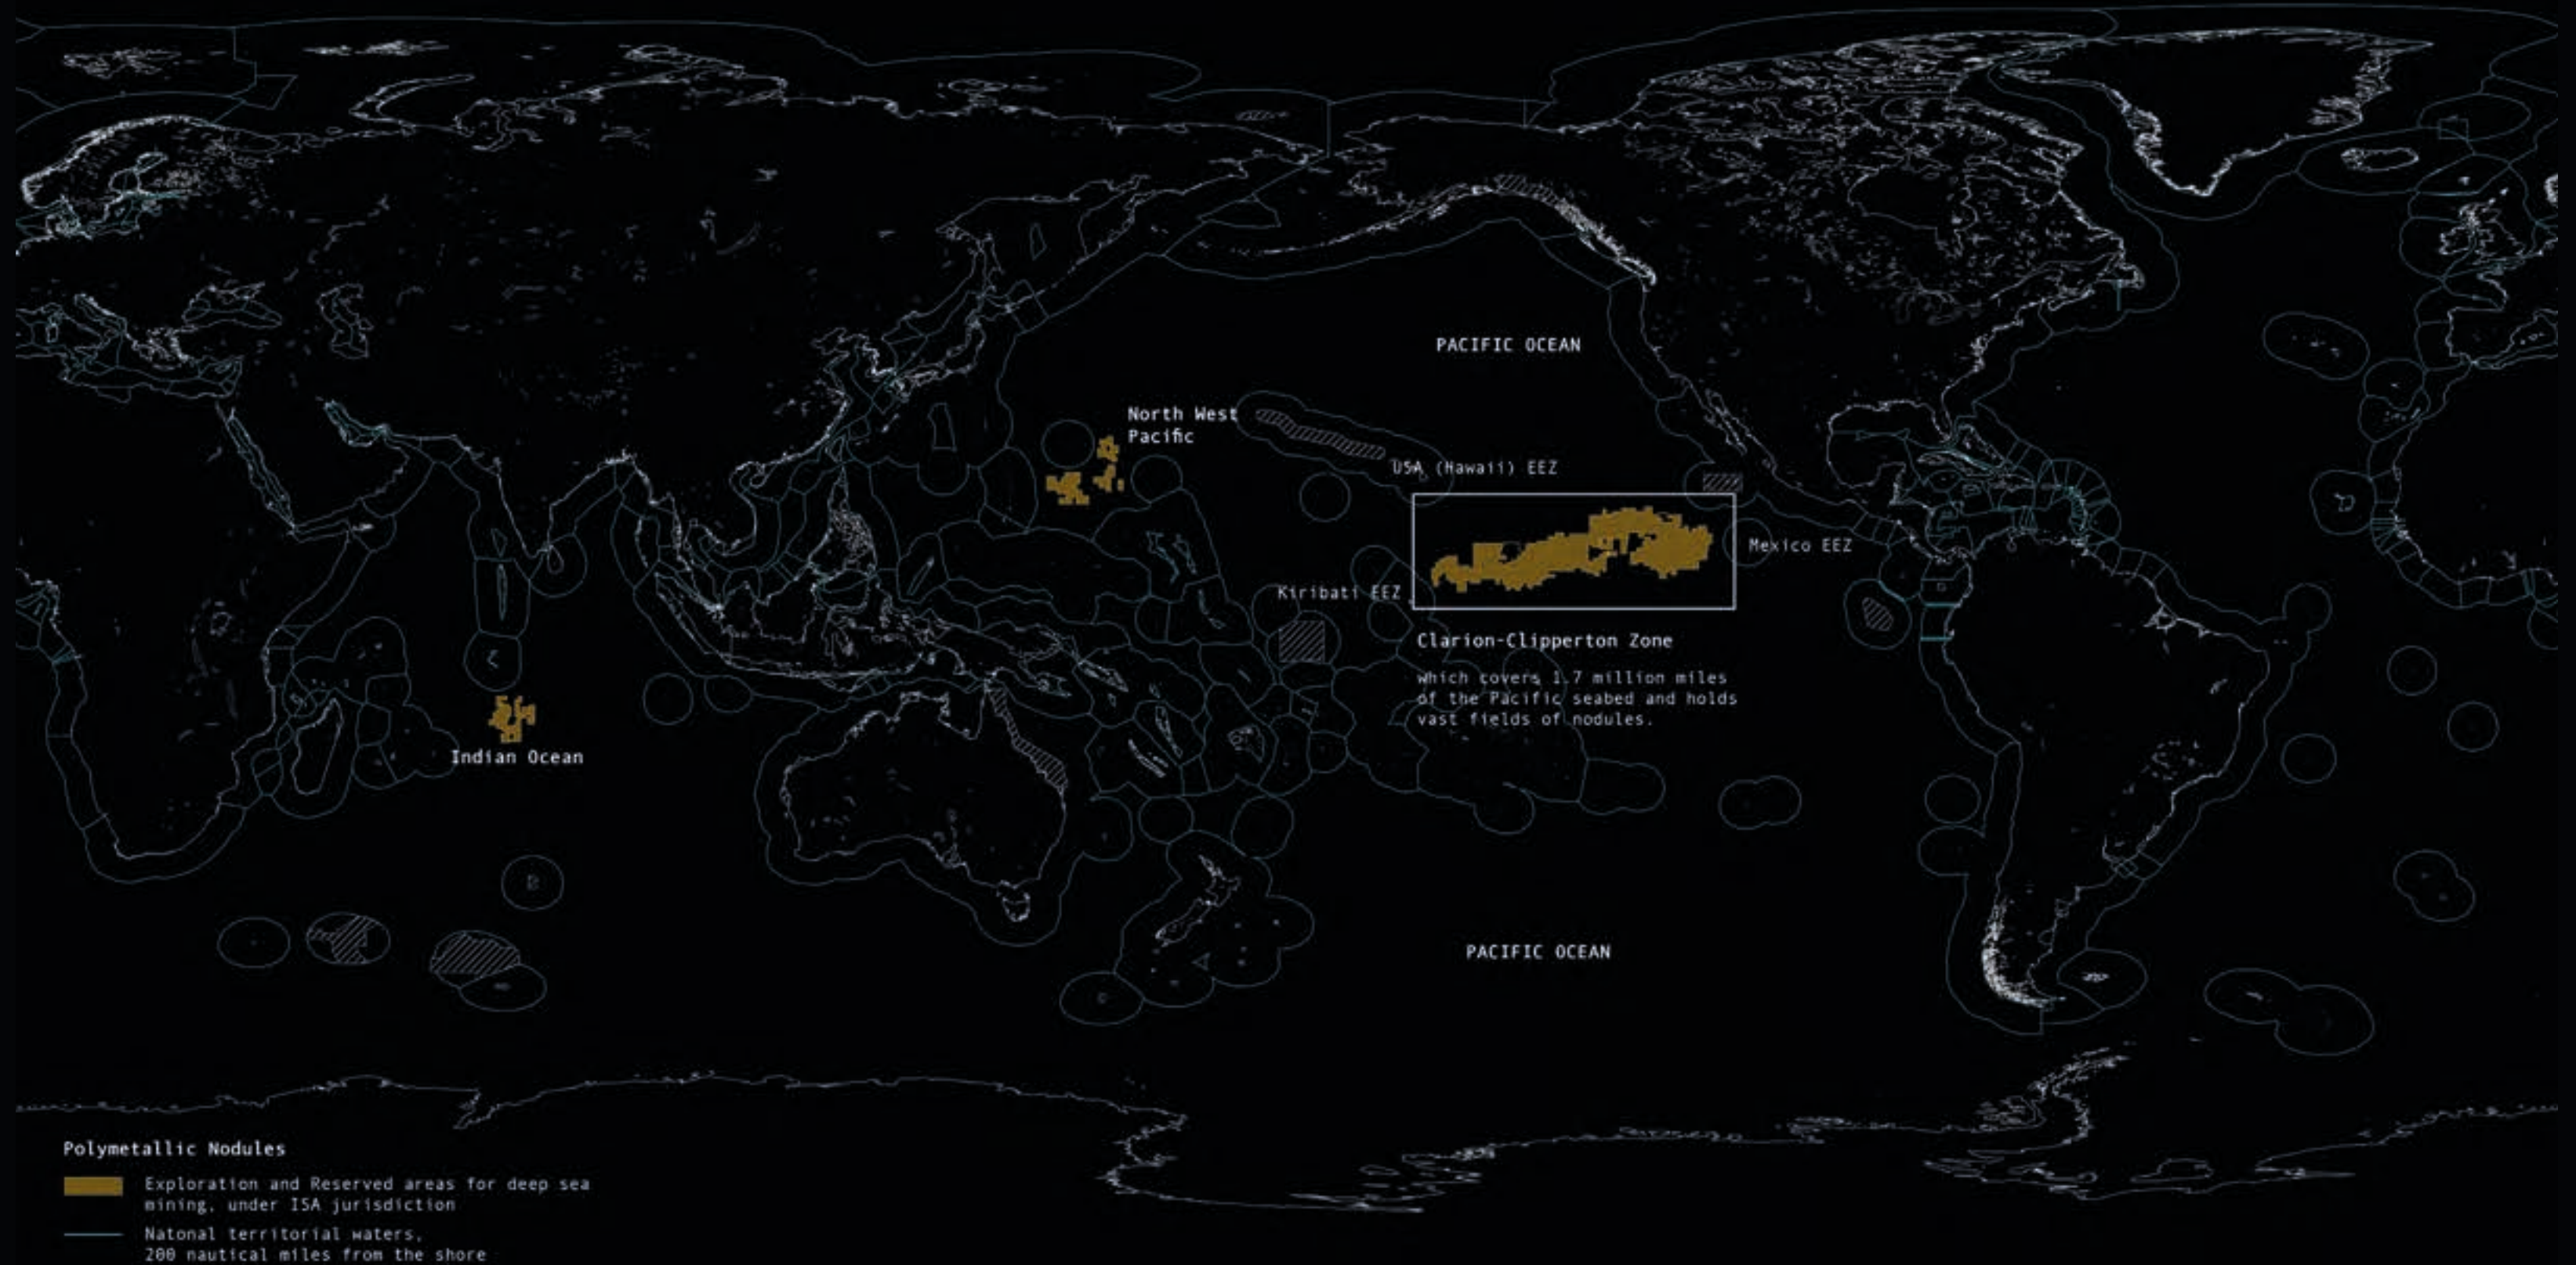 PACIFIC OCEAN
North West
Pacific
USA (Hawaii) EEZ
Mexico EEZ
Kiribati EEZ
Clarion-Clipperton Zone
which covers 1.7 million miles
of the Pacific seabed and holds
vast fields of nodules.
Indian Ocean
PACIFIC OCEAN
Polymetallic Nodules
Exploration and Reserved areas for deep sea
mining, under ISA jurisdiction
Natonal territorial waters,
200 nautical miles from the shore